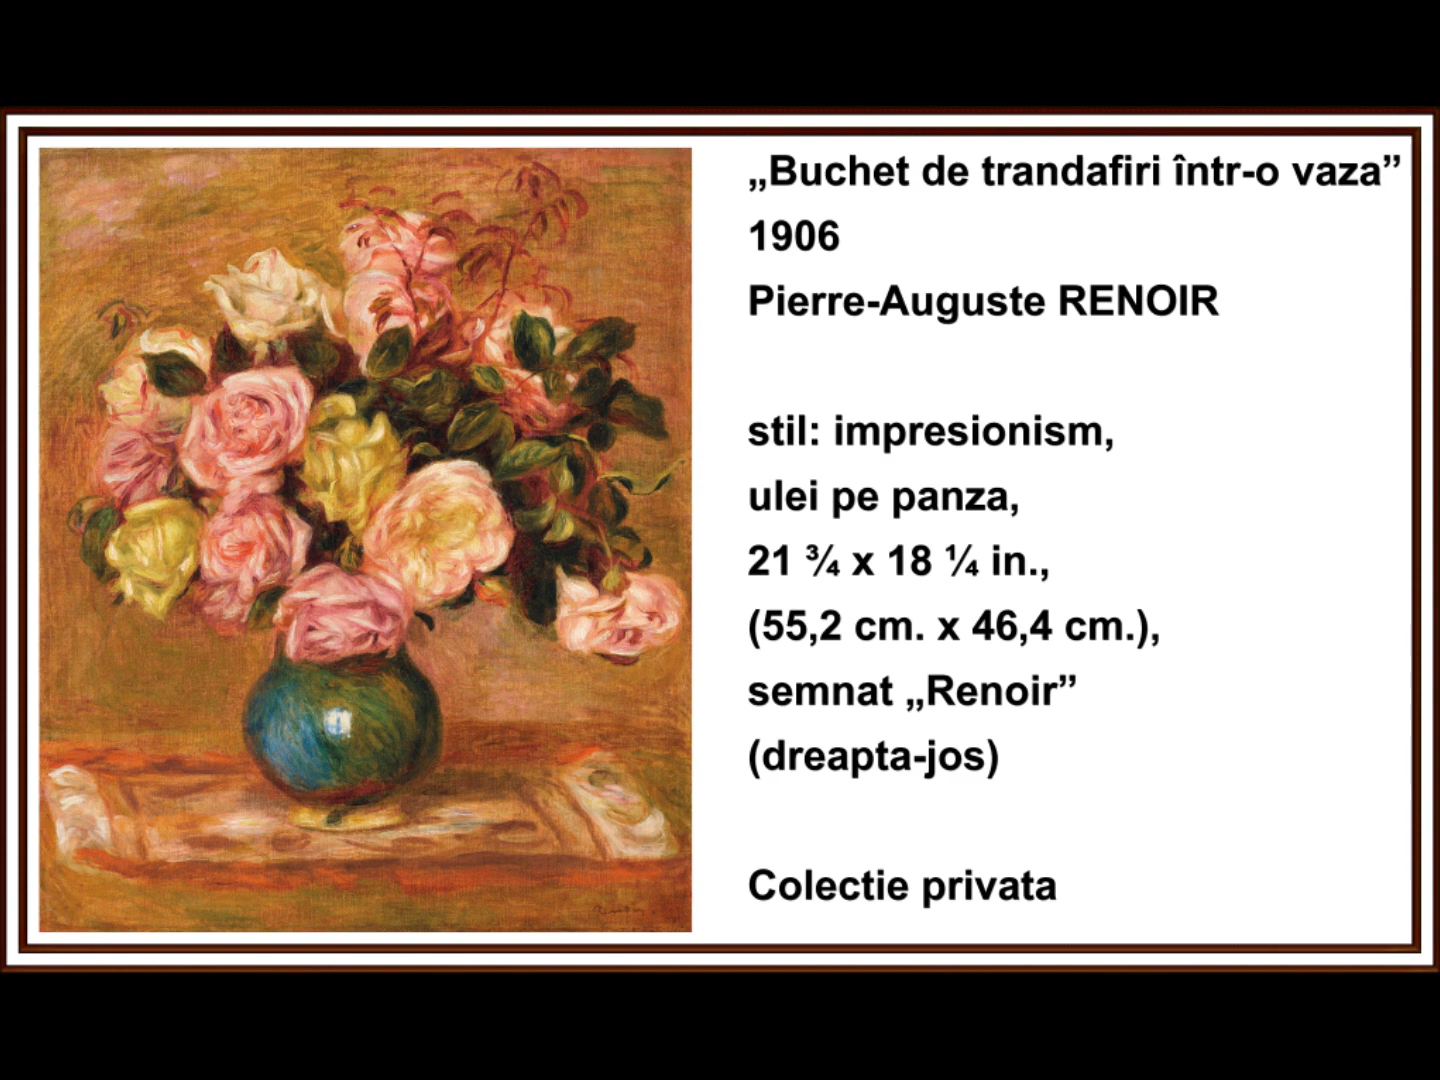 „Buchet de trandafiri într-o vaza”
1906
Pierre-Auguste RENOIR
stil: impresionism,
ulei pe panza,
21 ¾ x 18 ¼ in.,
(55,2 cm. x 46,4 cm.),
semnat „Renoir”
(dreapta-jos)
Colectie privata